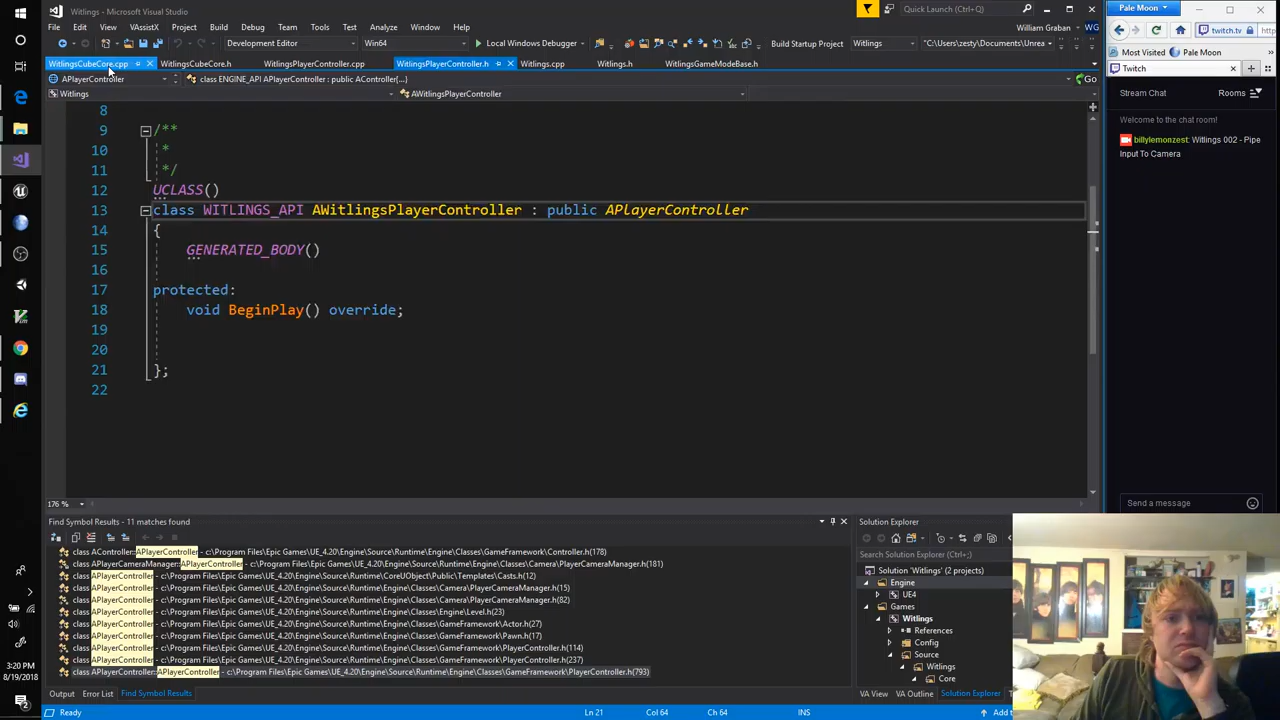 Witlings - Microsoft Visual Studio
Quick Launch (Ctrl+Q)
File Edit View VAssistX Build Debug Team Tools Test Analyze Help
William Graban WG
Development Editor Win64 Local Windows Debugger Build Startup Project Witlings "C:\Unreal\zesty\Documents
WitlingsCubeCore.cpp WitlingsCubeCore.h WitlingsPlayerController.cpp WitlingsPlayerController.h Witlings.cpp Witlings.h WitlingsGameModeBase.h
APlayerController class ENGINE_API APlayerController : public AController{...} Go
Witlings AWitlingsPlayerController
8
9 /**
10 *
11 */
12 UCLASS()
13 class WITLINGS_API AWitlingsPlayerController : public APlayerController
14 {
15 GENERATED_BODY()
16
17 protected:
18 void BeginPlay() override;
19
20
21 };
22
176 %
Find Symbol Results - 11 matches found
class AController::APlayerController - c:\Program Files\Epic Games\UE_4.20\Engine\Source\Runtime\Engine\Classes\GameFramework\Controller.h(178)
class APlayerCameraManager::APlayerController - c:\Program Files\Epic Games\UE_4.20\Engine\Source\Runtime\Engine\Classes\Camera\PlayerCameraManager.h(181)
class APlayerController - c:\Program Files\Epic Games\UE_4.20\Engine\Source\Runtime\CoreUObject\Public\Templates\Casts.h(12)
class APlayerController - c:\Program Files\Epic Games\UE_4.20\Engine\Source\Runtime\Engine\Classes\Camera\PlayerCameraManager.h(15)
class APlayerController - c:\Program Files\Epic Games\UE_4.20\Engine\Source\Runtime\Engine\Classes\Camera\PlayerCameraManager.h(82)
class APlayerController - c:\Program Files\Epic Games\UE_4.20\Engine\Source\Runtime\Engine\Classes\Engine\Level.h(23)
class APlayerController - c:\Program Files\Epic Games\UE_4.20\Engine\Source\Runtime\Engine\Classes\GameFramework\Actor.h(27)
class APlayerController - c:\Program Files\Epic Games\UE_4.20\Engine\Source\Runtime\Engine\Classes\GameFramework\Pawn.h(17)
class APlayerController - c:\Program Files\Epic Games\UE_4.20\Engine\Source\Runtime\Engine\Classes\GameFramework\PlayerController.h(114)
class APlayerController - c:\Program Files\Epic Games\UE_4.20\Engine\Source\Runtime\Engine\Classes\GameFramework\PlayerController.h(237)
class APlayerController::APlayerController - c:\Program Files\Epic Games\UE_4.20\Engine\Source\Runtime\Engine\Classes\GameFramework\PlayerController.h(793)
Output Error List Find Symbol Results
Solution Explorer
Search Solution Explorer (Ctrl+;)
Solution 'Witlings' (2 projects)
Engine
UE4
Games
Witlings
References
Config
Source
Witlings
Core
VA View VA Outline Solution Explorer
Ready Ln 21 Col 64 Ch 64 INS Add t
3:20 PM
8/19/2018
2
Pale Moon
twitch.tv
Most Visited Pale Moon
Twitch
Stream Chat Rooms
Welcome to the chat room!
billylemonzest: Witlings 002 - Pipe
Input To Camera
Send a message